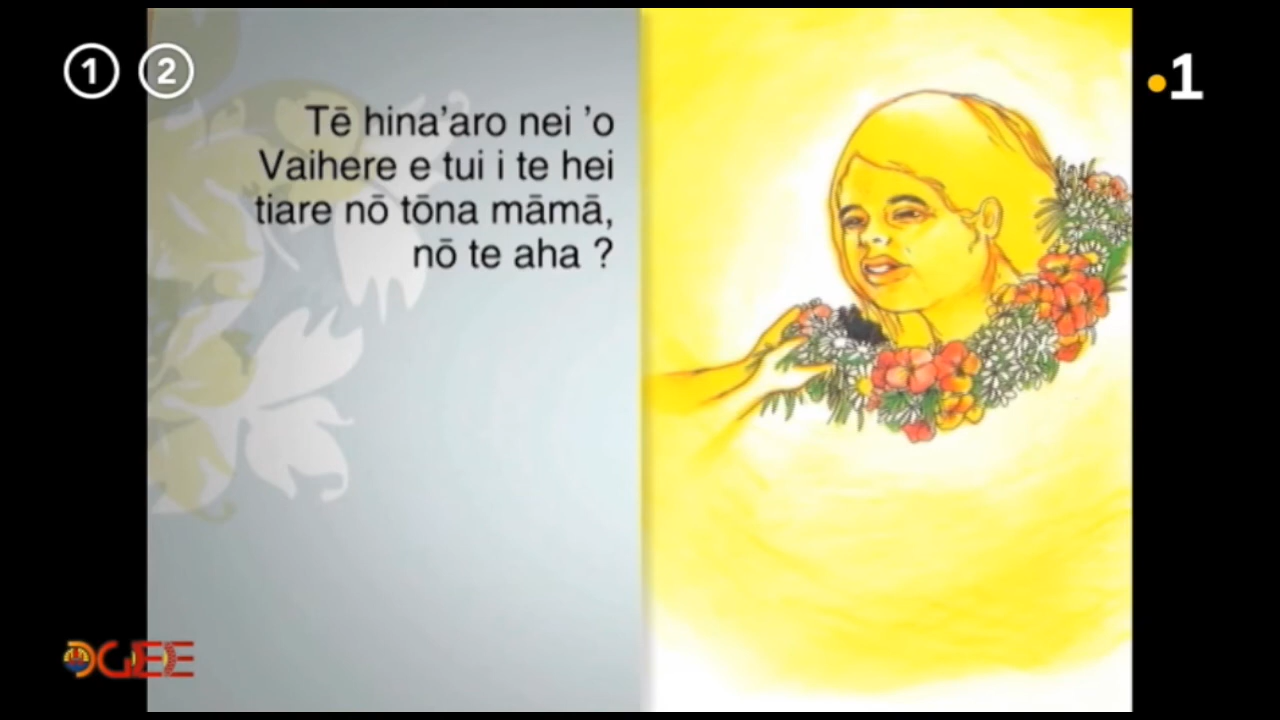 1 2
.1
Tē hina’aro nei ’o
Vaihere e tui i te hei
tiare nō tōna māmā,
nō te aha ?
DGEE